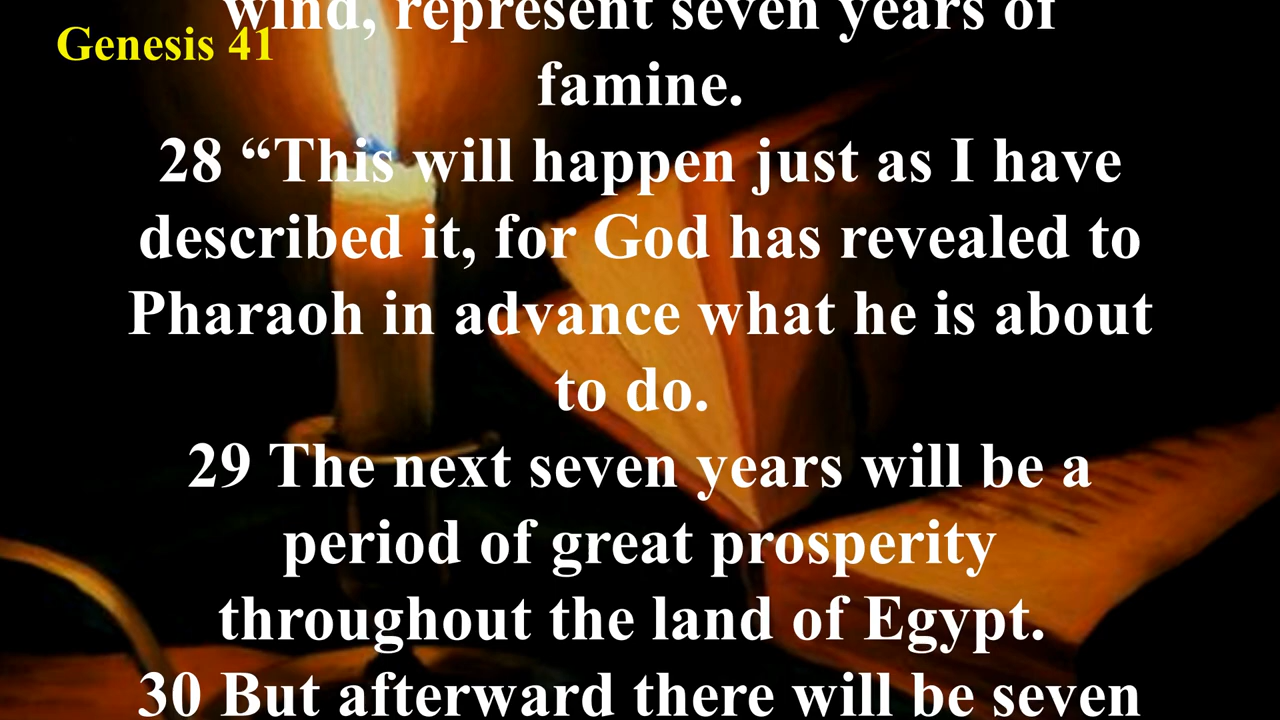 Genesis 41
wind, represent seven years of
famine.
28 “This will happen just as I have
described it, for God has revealed to
Pharaoh in advance what he is about
to do.
29 The next seven years will be a
period of great prosperity
throughout the land of Egypt.
30 But afterward there will be seven